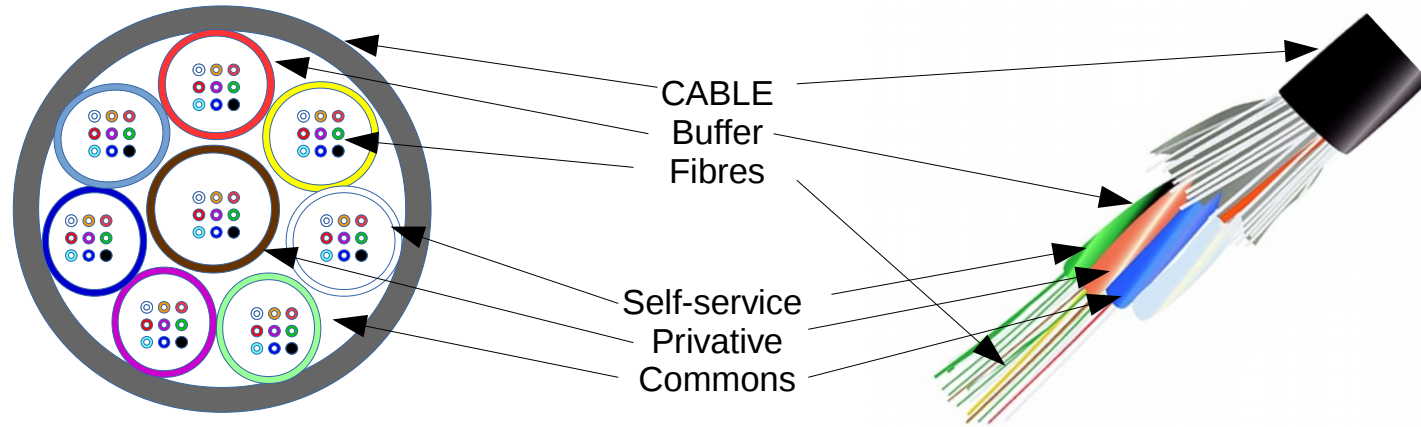 CABLE
Buffer
Fibres
Self-service
Privative
Commons